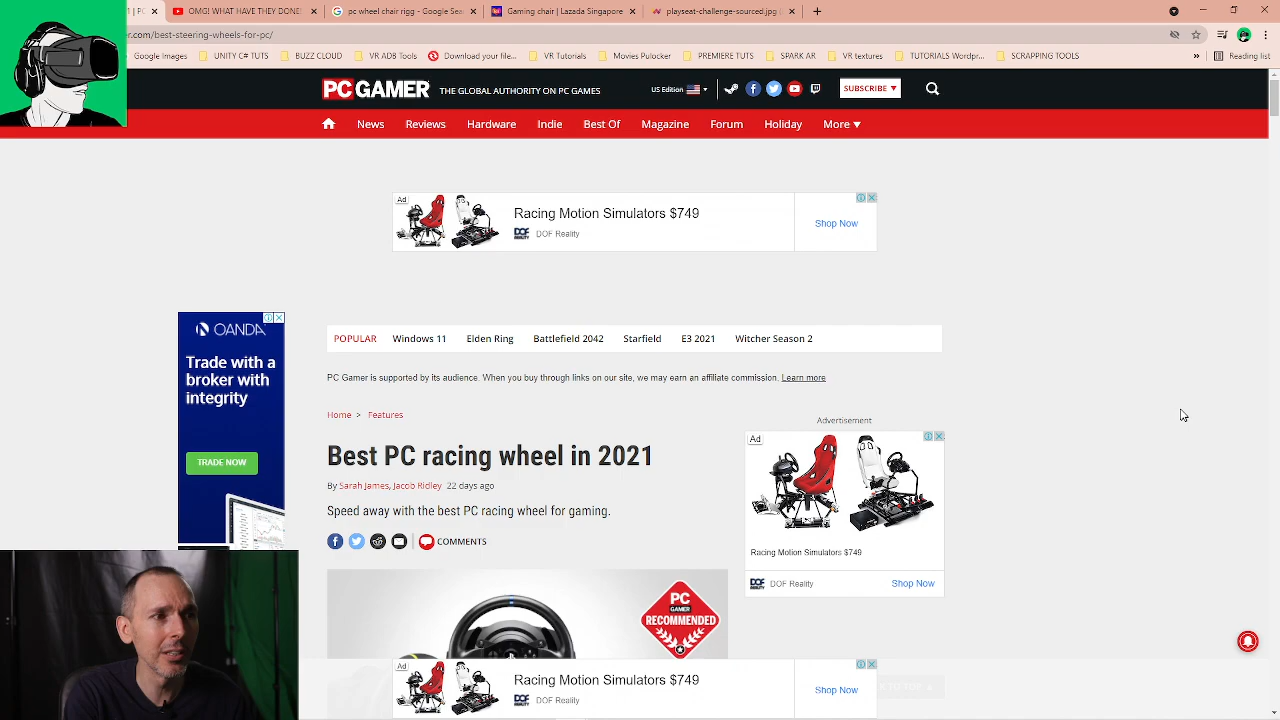 | PC
OMG! WHAT HAVE THEY DONE!
pc wheel chair rigg - Google Sea
Gaming chair | Lazada Singapore
playseat-challenge-sourced.jpg (
r.com/best-steering-wheels-for-pc/
Google Images
UNITY C# TUTS
BUZZ CLOUD
VR ADB Tools
Download your file...
VR Tutorials
Movies Pulocker
PREMIERE TUTS
SPARK AR
VR textures
TUTORIALS Wordpr...
SCRAPPING TOOLS
»
Reading list
PC GAMER
THE GLOBAL AUTHORITY ON PC GAMES
US Edition
SUBSCRIBE
News
Reviews
Hardware
Indie
Best Of
Magazine
Forum
Holiday
More
Ad
Racing Motion Simulators $749
DOF REALITY
DOF Reality
Shop Now
OANDA
Trade with a
broker with
integrity
TRADE NOW
POPULAR
Windows 11
Elden Ring
Battlefield 2042
Starfield
E3 2021
Witcher Season 2
PC Gamer is supported by its audience. When you buy through links on our site, we may earn an affiliate commission. Learn more
Home > Features
Best PC racing wheel in 2021
By Sarah James, Jacob Ridley 22 days ago
Speed away with the best PC racing wheel for gaming.
COMMENTS
Advertisement
Ad
Racing Motion Simulators $749
DOF REALITY
DOF Reality
Shop Now
PC
GAMER
RECOMMENDED
Ad
Racing Motion Simulators $749
DOF REALITY
DOF Reality
Shop Now